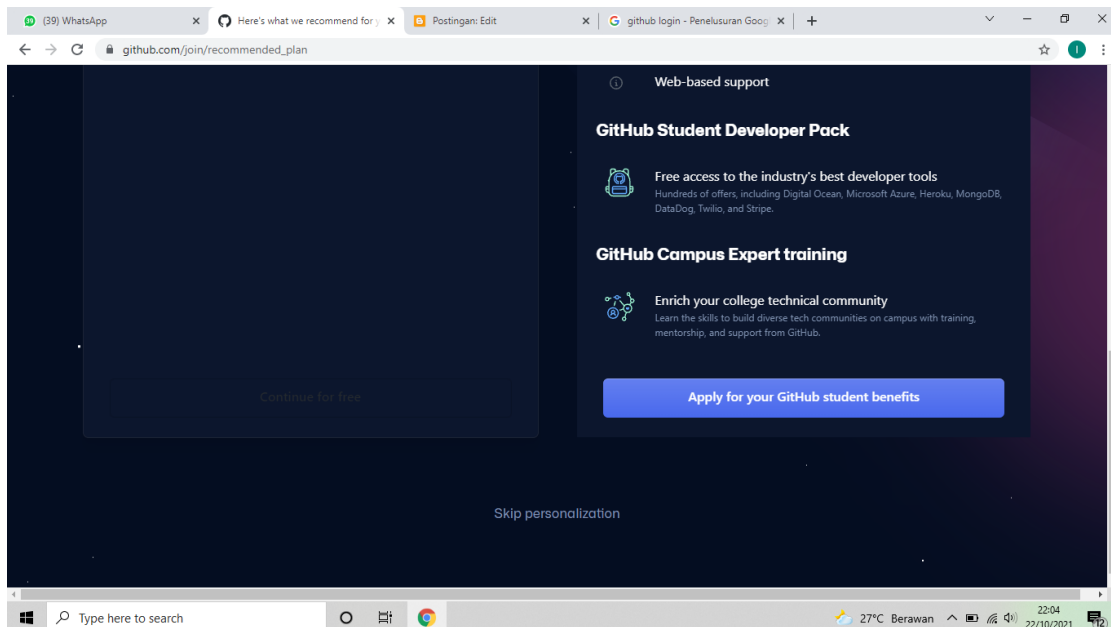 (39) WhatsApp
Here's what we recommend for y
Postingan: Edit
github login - Penelusuran Goog
github.com/join/recommended_plan
I
Web-based support
GitHub Student Developer Pack
Free access to the industry's best developer tools
Hundreds of offers, including Digital Ocean, Microsoft Azure, Heroku, MongoDB,
DataDog, Twilio, and Stripe.
GitHub Campus Expert training
Enrich your college technical community
Learn the skills to build diverse tech communities on campus with training,
mentorship, and support from GitHub.
Continue for free
Apply for your GitHub student benefits
Skip personalization
Type here to search
27°C Berawan
22:04
22/10/2021
12